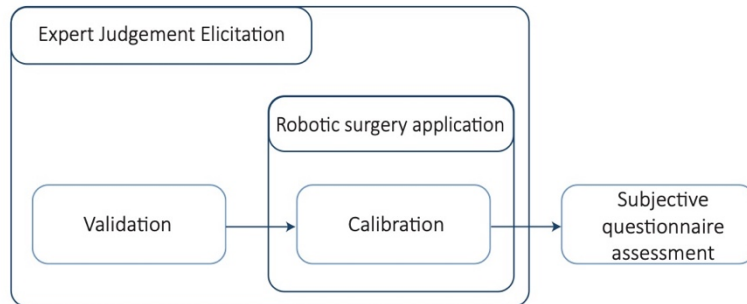 Expert Judgement Elicitation
Robotic surgery application
Validation
Calibration
Subjective
questionnaire
assessment